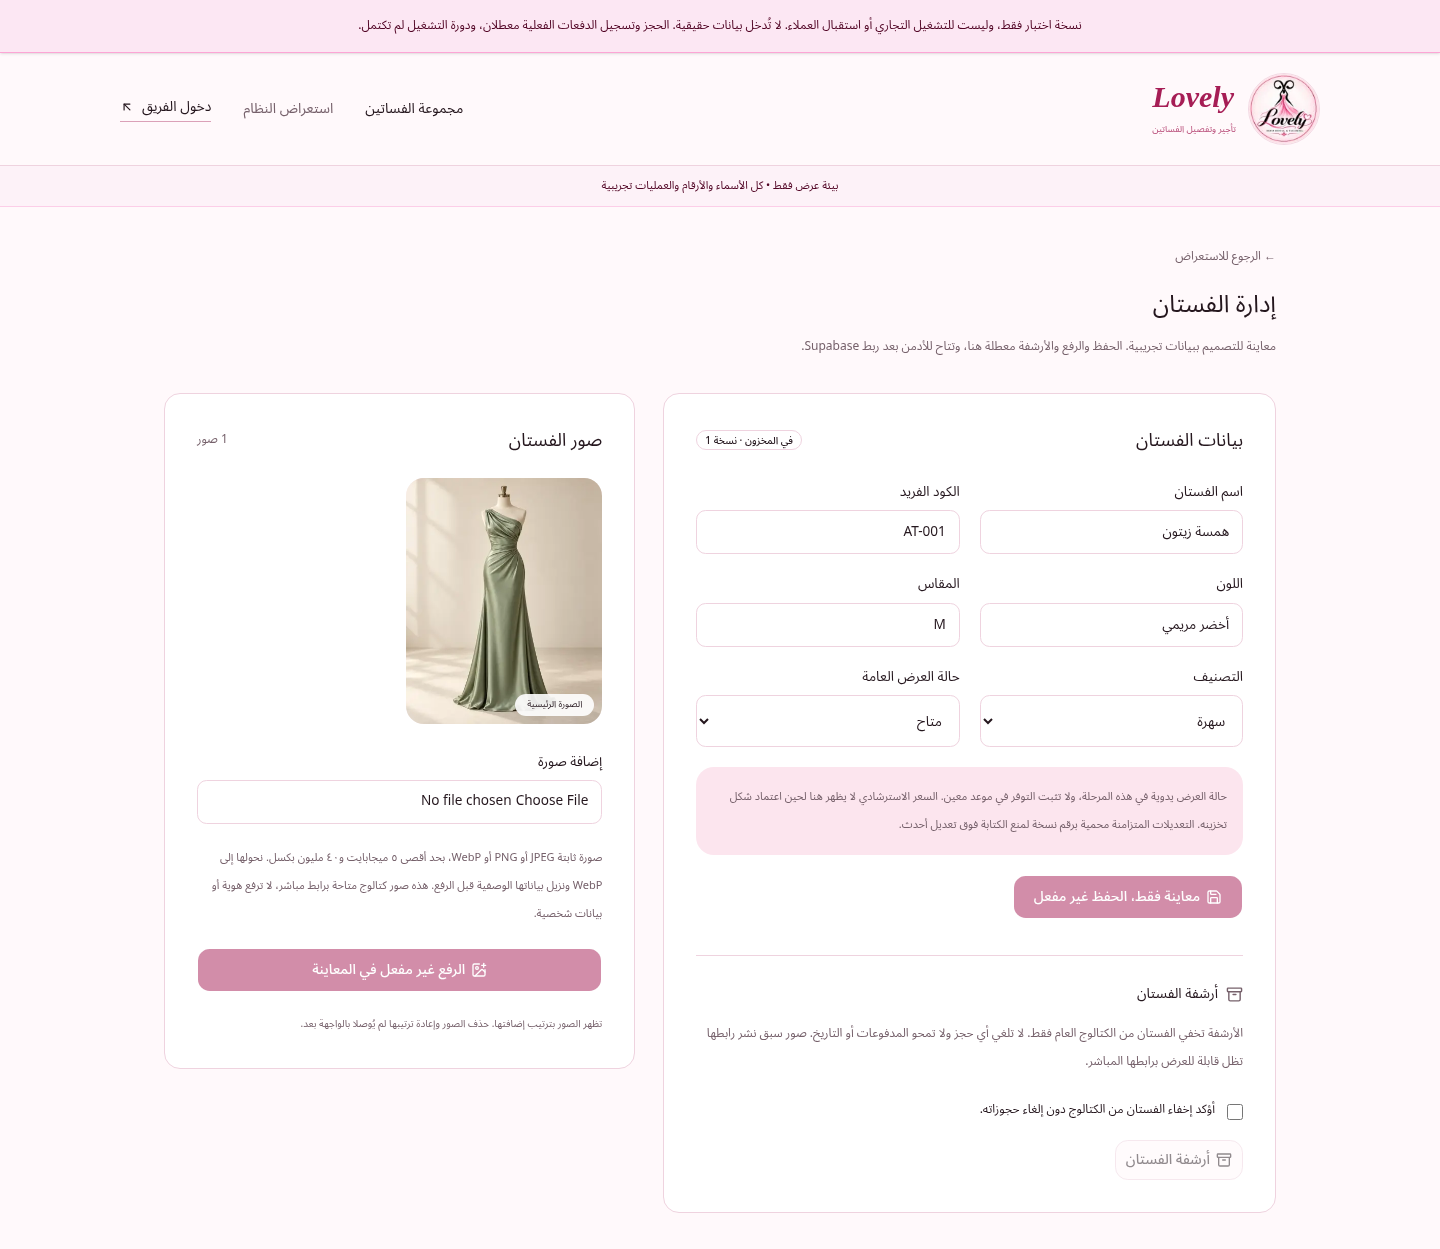 نسخة اختبار فقط، وليست للتشغيل التجاري أو استقبال العملاء. لا تُدخل بيانات حقيقية. الحجز وتسجيل الدفعات الفعلية معطلان، ودورة التشغيل لم تكتمل.
Lovely
Lovely
تأجير وتفصيل الفساتين
مجموعة الفساتين
استعراض النظام
دخول الفريق
بيئة عرض فقط • كل الأسماء والأرقام والعمليات تجريبية
← الرجوع للاستعراض
إدارة الفستان
معاينة للتصميم ببيانات تجريبية. الحفظ والرفع والأرشفة معطلة هنا، وتتاح للأدمن بعد ربط Supabase.
بيانات الفستان
في المخزون · نسخة 1
اسم الفستان
الكود الفريد
همسة زيتون
AT-001
اللون
المقاس
أخضر مريمي
M
التصنيف
حالة العرض العامة
سهرة
متاح
حالة العرض يدوية في هذه المرحلة، ولا تثبت التوفر في موعد معين. السعر الاسترشادي لا يظهر هنا لحين اعتماد شكل
تخزينه. التعديلات المتزامنة محمية برقم نسخة لمنع الكتابة فوق تعديل أحدث.
معاينة فقط، الحفظ غير مفعل
أرشفة الفستان
الأرشفة تخفي الفستان من الكتالوج العام فقط. لا تلغي أي حجز ولا تمحو المدفوعات أو التاريخ. صور سبق نشر رابطها
تظل قابلة للعرض برابطها المباشر.
أؤكد إخفاء الفستان من الكتالوج دون إلغاء حجوزاته.
أرشفة الفستان
صور الفستان
1 صور
الصورة الرئيسية
إضافة صورة
Choose File No file chosen
صورة ثابتة JPEG أو PNG أو WebP، بحد أقصى ٥ ميجابايت و٤٠ مليون بكسل. نحولها إلى
WebP ونزيل بياناتها الوصفية قبل الرفع. هذه صور كتالوج متاحة برابط مباشر، لا ترفع هوية أو
بيانات شخصية.
الرفع غير مفعل في المعاينة
تظهر الصور بترتيب إضافتها. حذف الصور وإعادة ترتيبها لم يُوصلا بالواجهة بعد.